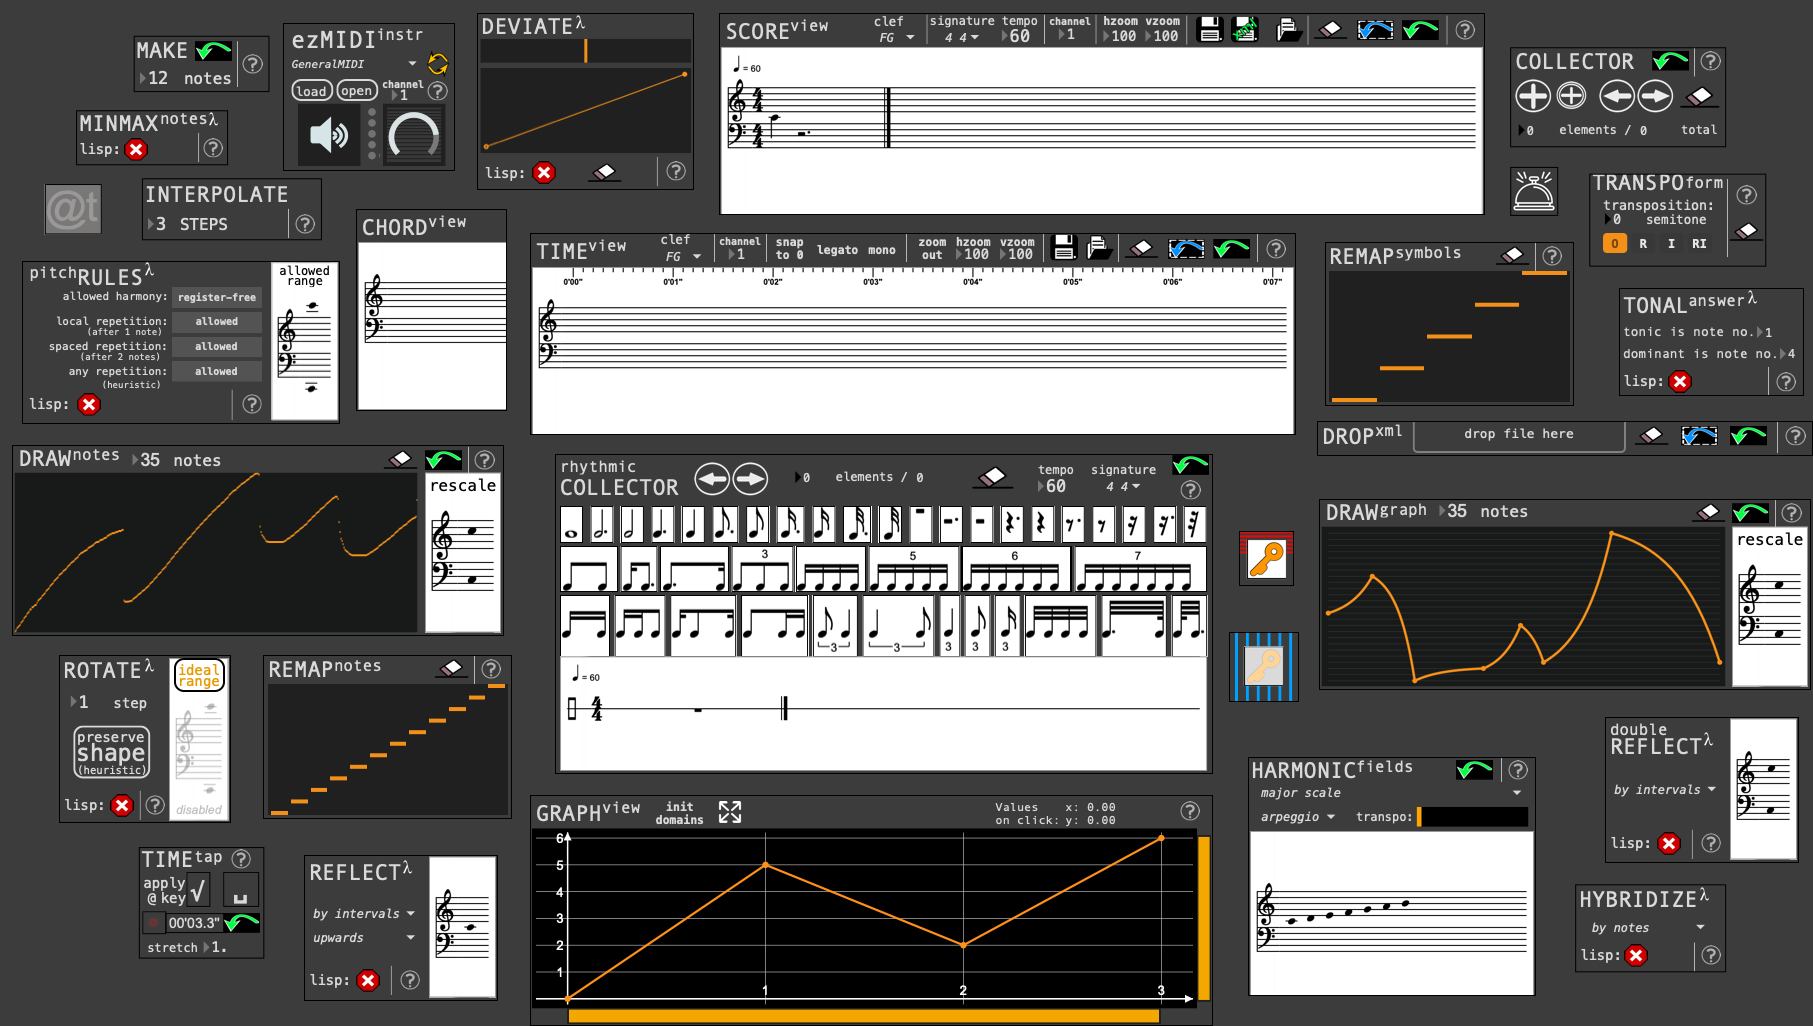 MAKE
12 notes
ezMIDIinstr
GeneralMIDI
load open channel 1
DEVIATEλ
lisp:
SCOREview
clef FG
signature 4 4
tempo 60
channel 1
hzoom 100
vzoom 100
xml
= 60
COLLECTOR
0 elements / 0 total
MINMAXnotesλ
lisp:
@t
INTERPOLATE
3 STEPS
CHORDview
TIMEview
clef FG
channel 1
snap to 0
legato mono
zoom out
hzoom 100
vzoom 100
0'00" 0'01" 0'02" 0'03" 0'04" 0'05" 0'06" 0'07"
TRANSPOform
transposition:
0 semitone
O R I RI
REMAPsymbols
TONALanswerλ
tonic is note no. 1
dominant is note no. 4
lisp:
pitchRULESλ
allowed harmony: register-free
local repetition: allowed
(after 1 note)
spaced repetition: allowed
(after 2 notes)
any repetition: allowed
(heuristic)
lisp:
allowed
range
DROPxml
drop file here
DRAWnotes 35 notes
rescale
rhythmic
COLLECTOR
0 elements / 0
tempo
60
signature
4 4
3 5 6 7
3 3 3 3 3
= 60
4
4
DRAWgraph 35 notes
rescale
ROTATEλ
1 step
preserve
shape
(heuristic)
lisp:
ideal
range
disabled
REMAPnotes
double
REFLECTλ
by intervals
lisp:
HARMONICfields
major scale
arpeggio transpo:
GRAPHview
init
domains
Values x: 0.00
on click: y: 0.00
6
5
4
3
2
1
1 2 3
TIMEtap
apply
@ key √
00'03.3"
stretch 1.
REFLECTλ
by intervals
upwards
lisp:
HYBRIDIZEλ
by notes
lisp: